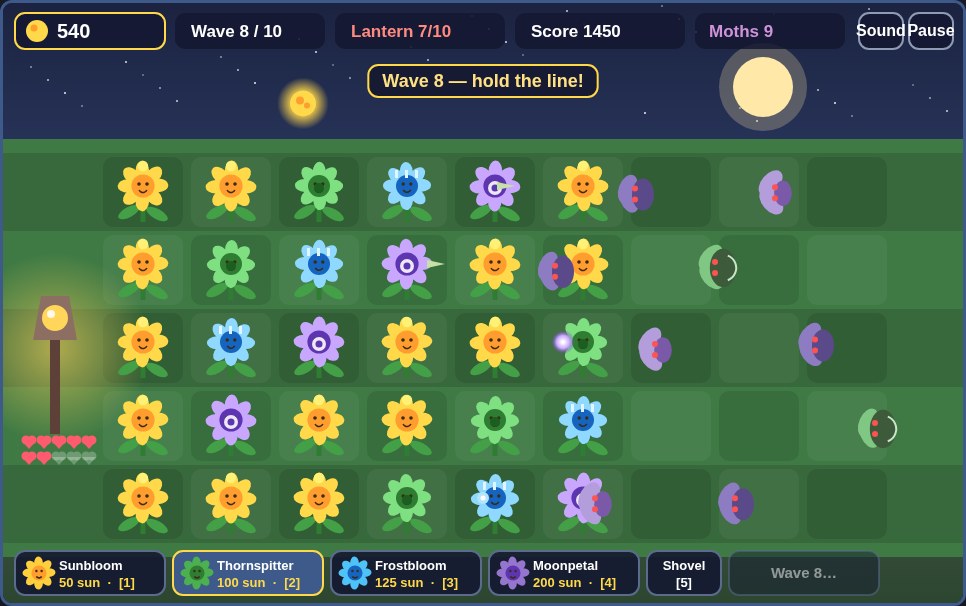 540
Wave 8 / 10
Lantern 7/10
Score 1450
Moths 9
Sound
Pause
Wave 8 — hold the line!
Sunbloom
50 sun · [1]
Thornspitter
100 sun · [2]
Frostbloom
125 sun · [3]
Moonpetal
200 sun · [4]
Shovel
[5]
Wave 8…